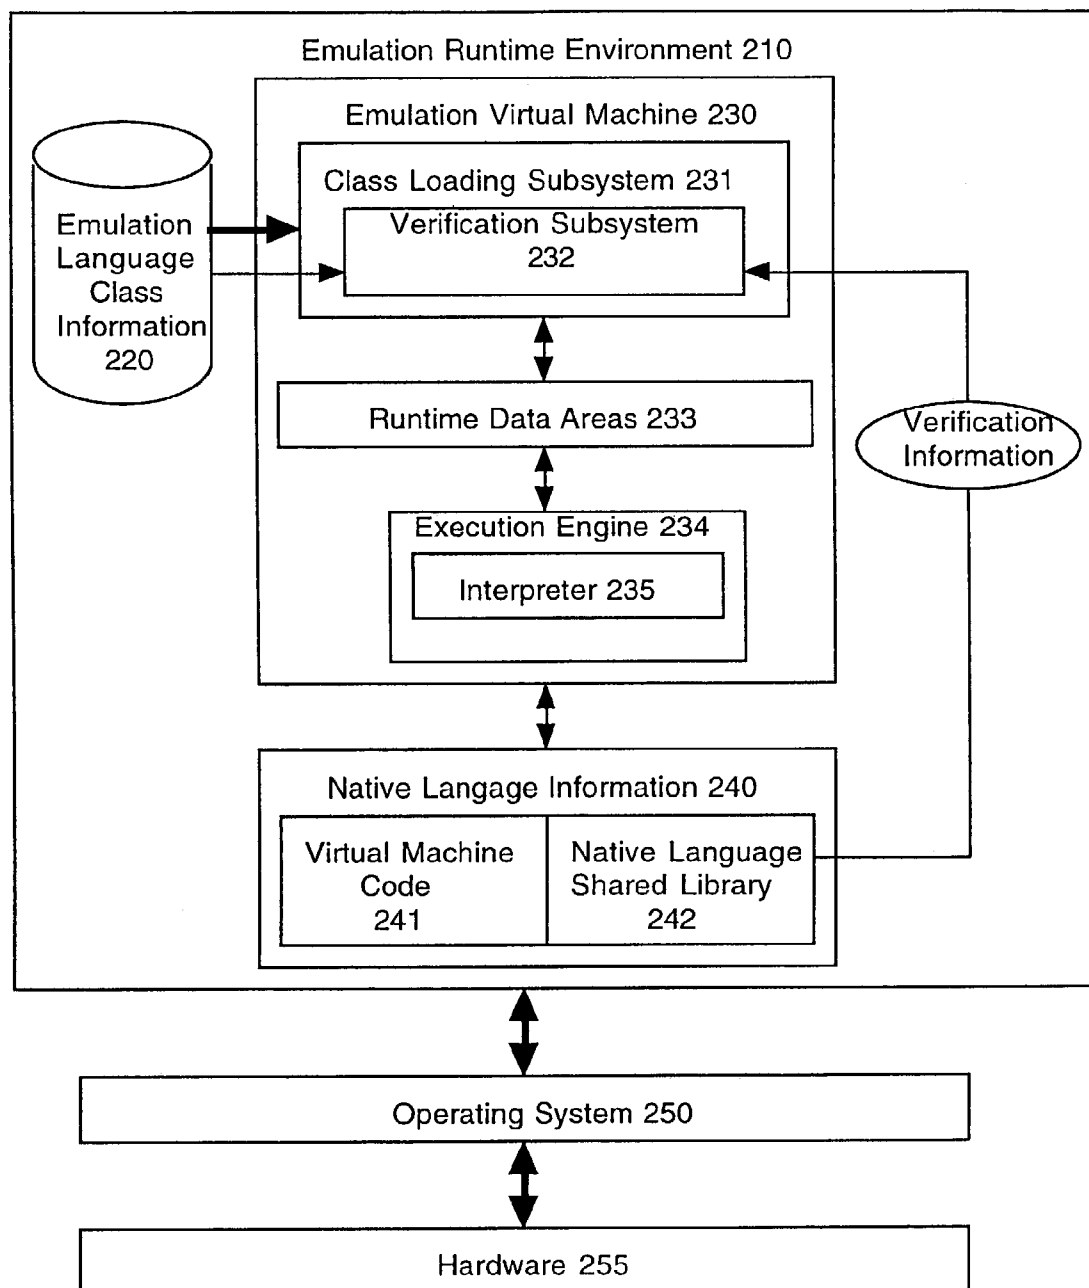 Emulation Runtime Environment 210
Emulation Virtual Machine 230
Class Loading Subsystem 231
Verification Subsystem
232
Emulation
Language
Class
Information
220
Runtime Data Areas 233
Verification
Information
Execution Engine 234
Interpreter 235
Native Langage Information 240
Virtual Machine
Code
241
Native Language
Shared Library
242
Operating System 250
Hardware 255